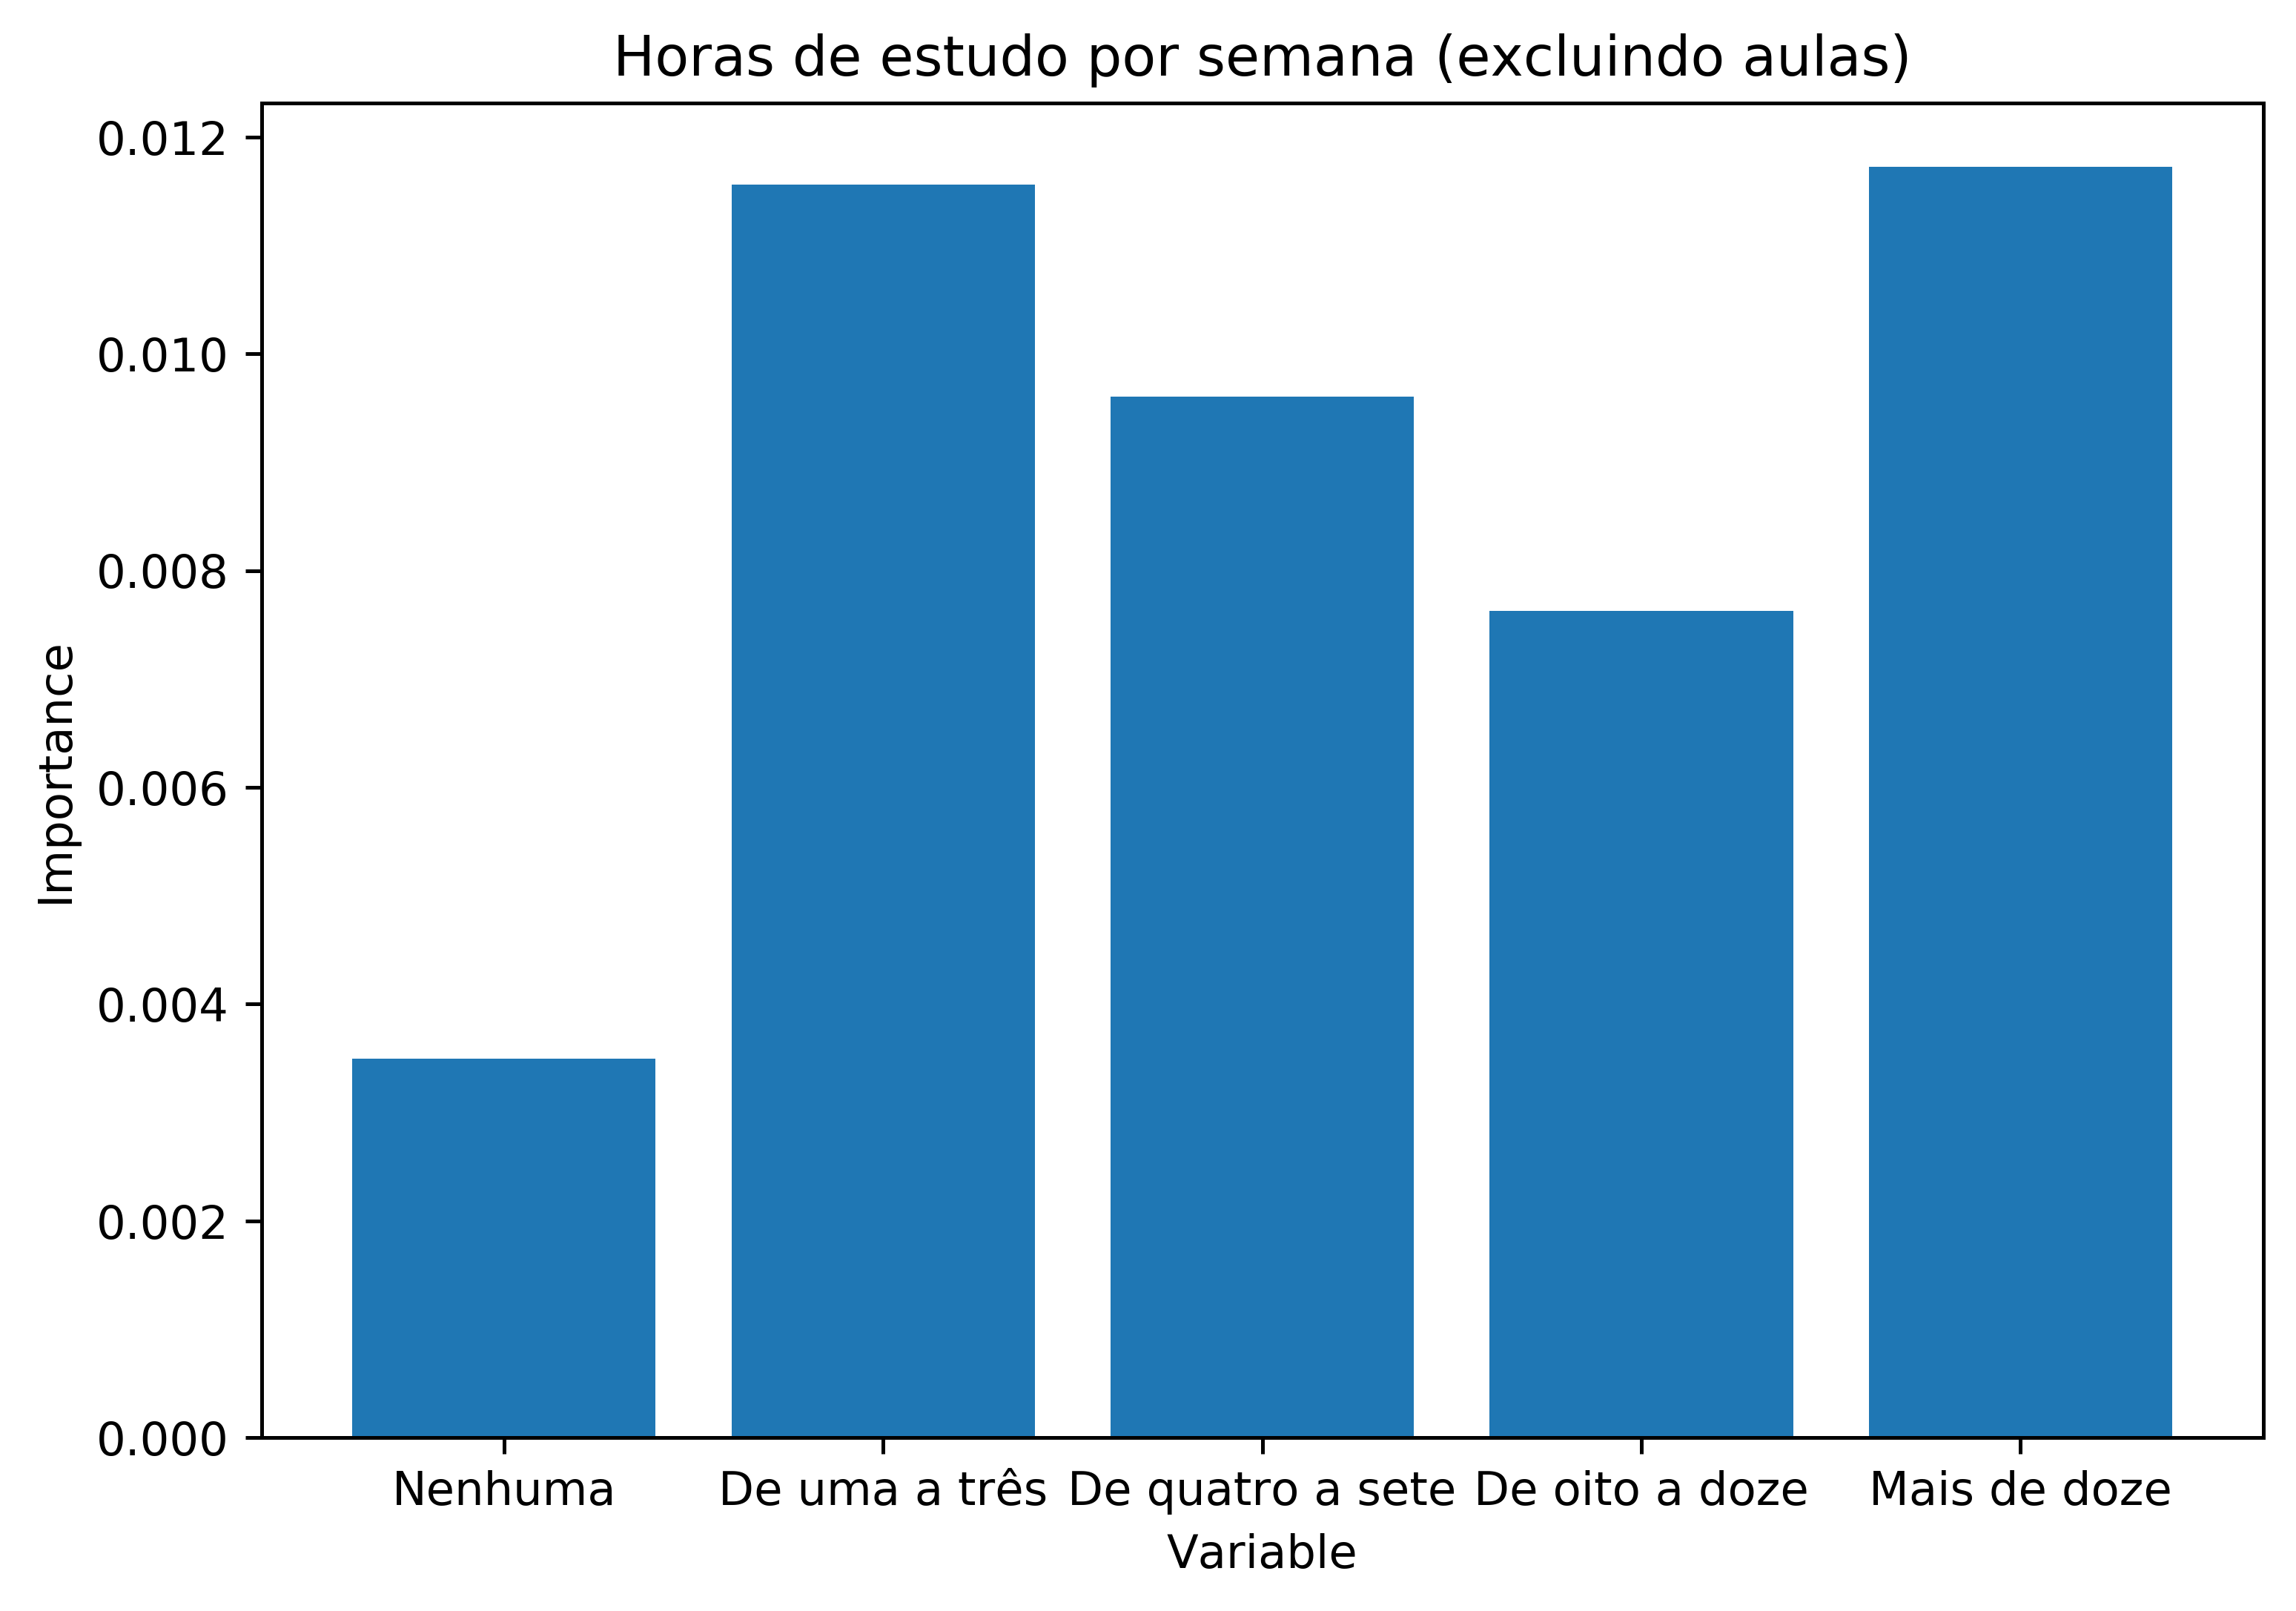 Horas de estudo por semana (excluindo aulas)
0.012
0.010
0.008
0.006
0.004
0.002
0.000
Importance
Nenhuma
De uma a três
De quatro a sete
De oito a doze
Mais de doze
Variable